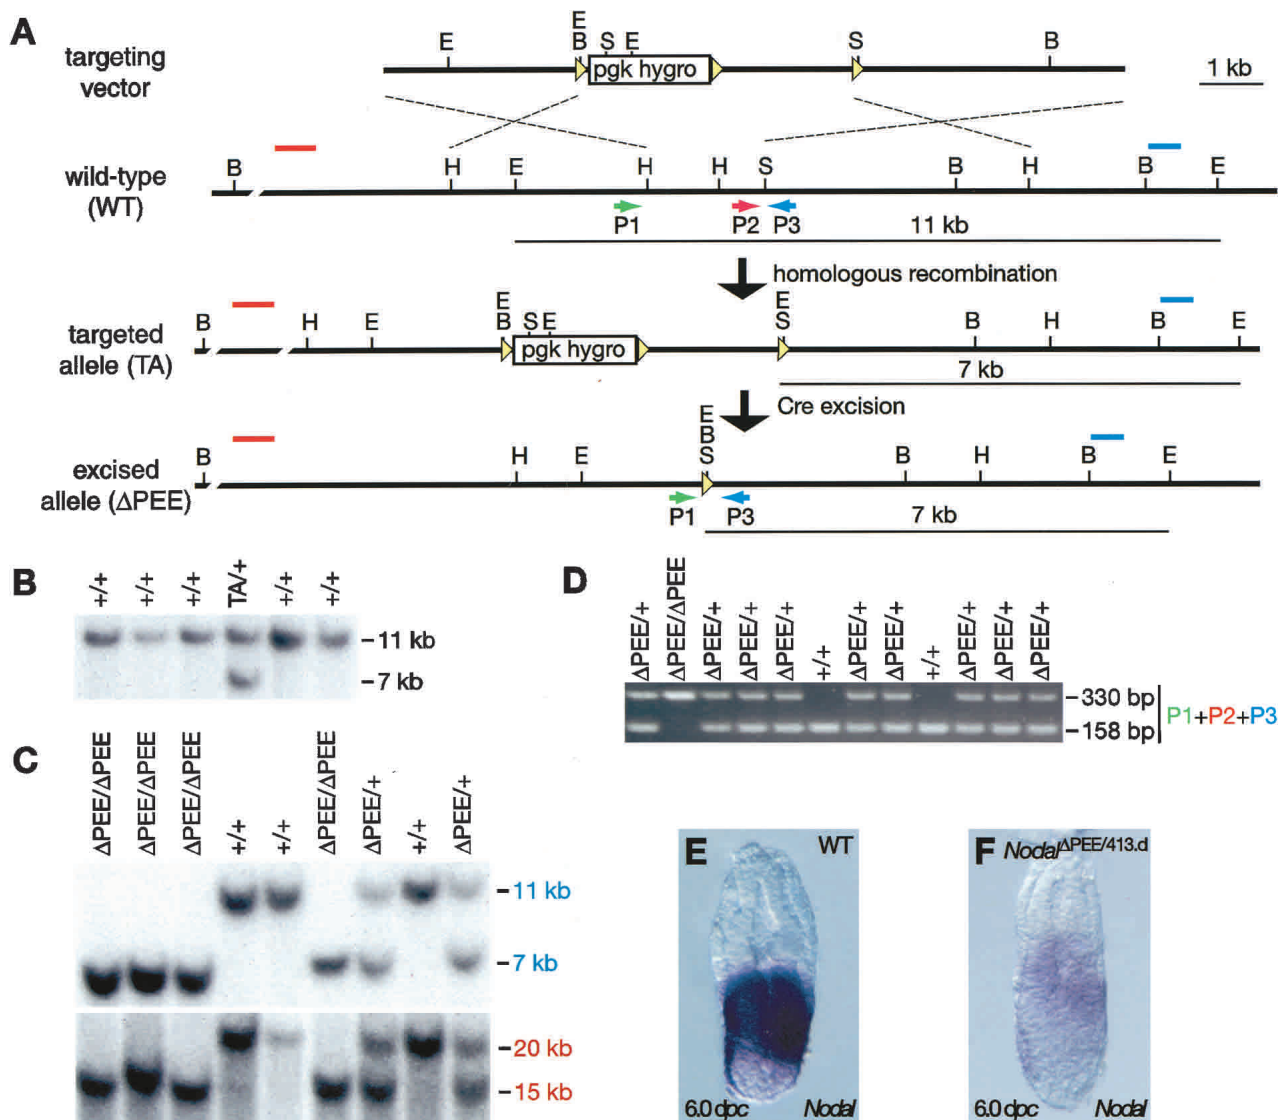 A
targeting
vector
E
E
B
S
E
pgk hygro
S
B
1 kb
wild-type
(WT)
B
H
E
H
H
S
B
H
B
E
P1
P2
P3
11 kb
homologous recombination
targeted
allele (TA)
B
H
E
E
B
S
E
pgk hygro
E
S
B
H
B
E
7 kb
Cre excision
excised
allele (ΔPEE)
B
H
E
E
B
S
B
H
B
E
P1
P3
7 kb
B
+/+
+/+
+/+
TA/+
+/+
+/+
11 kb
7 kb
C
ΔPEE/ΔPEE
ΔPEE/ΔPEE
ΔPEE/ΔPEE
+/+
+/+
ΔPEE/ΔPEE
ΔPEE/+
+/+
ΔPEE/+
11 kb
7 kb
20 kb
15 kb
D
ΔPEE/+
ΔPEE/ΔPEE
ΔPEE/+
ΔPEE/+
ΔPEE/+
+/+
ΔPEE/+
ΔPEE/+
+/+
ΔPEE/+
ΔPEE/+
ΔPEE/+
330 bp
158 bp
P1+P2+P3
E
WT
6.0 dpc
Nodal
F
NodalΔPEE/413.d
6.0 dpc
Nodal